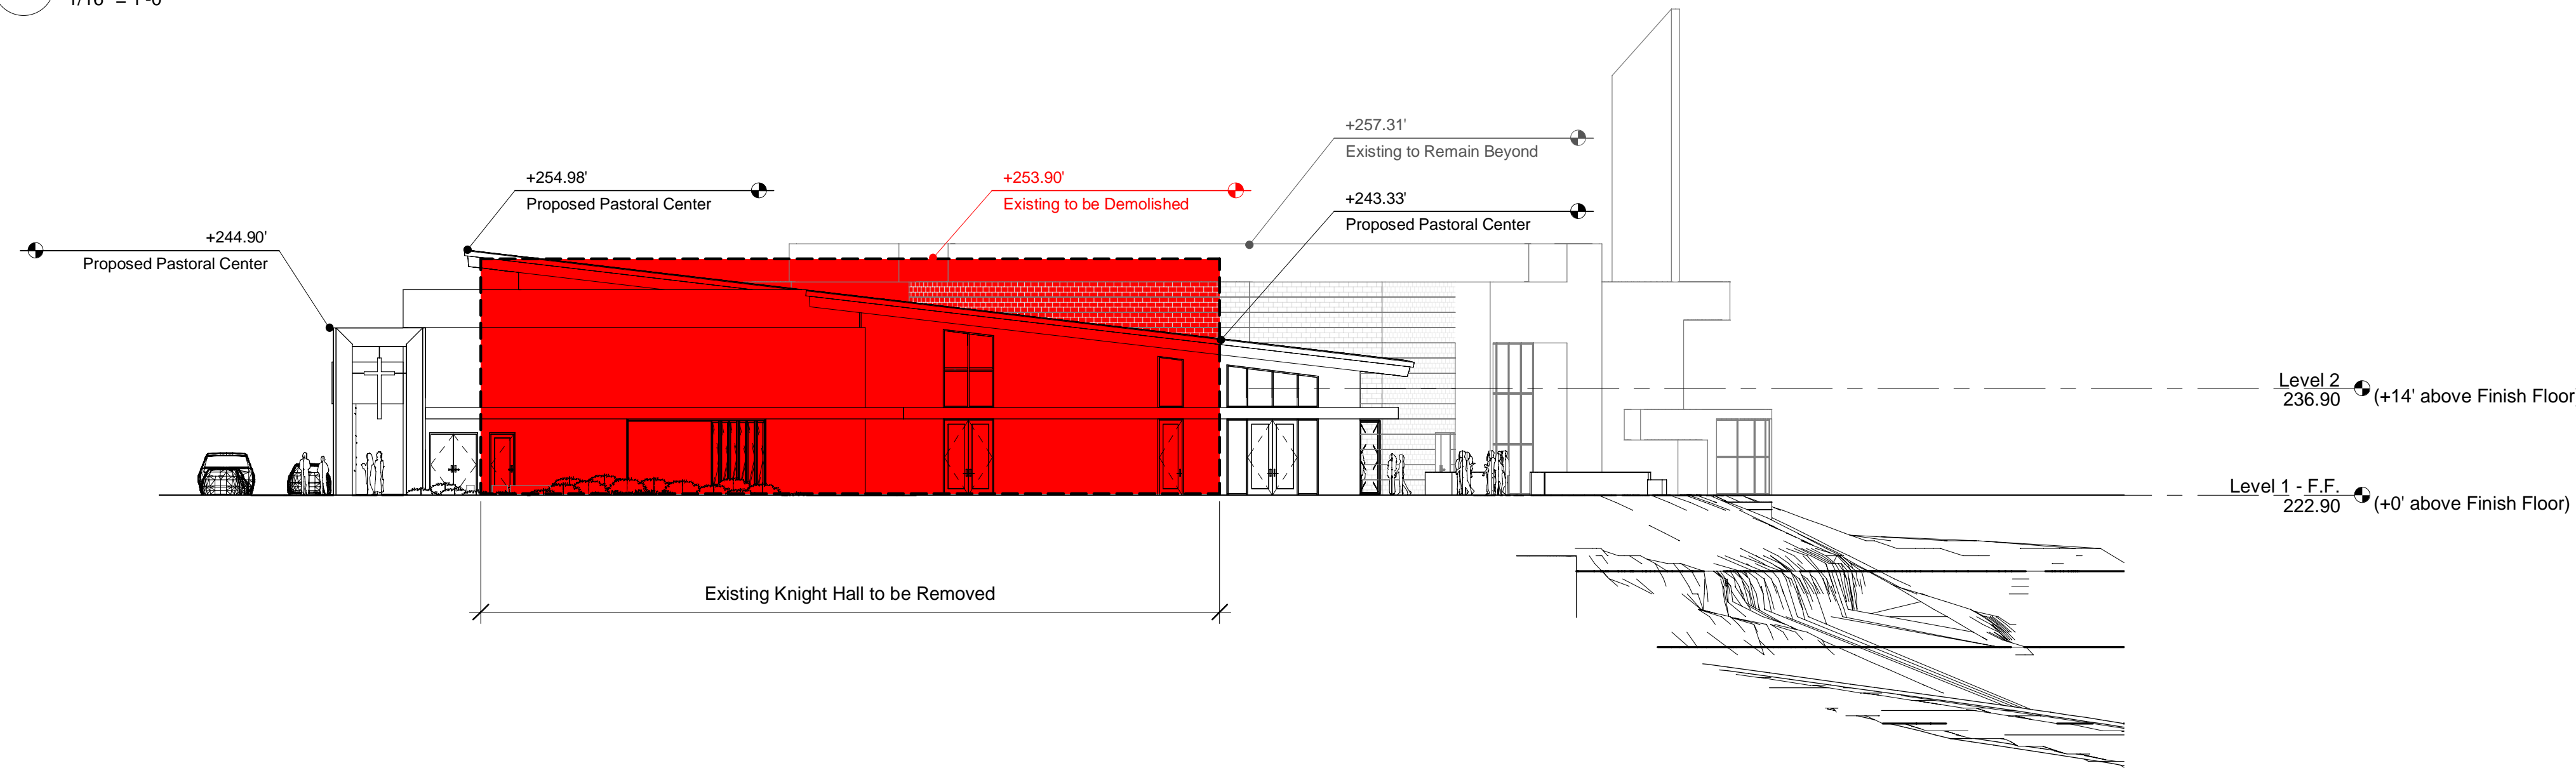 +257.31'
Existing to Remain Beyond
+254.98'
Proposed Pastoral Center
+253.90'
Existing to be Demolished
+243.33'
Proposed Pastoral Center
+244.90'
Proposed Pastoral Center
Level 2
236.90
(+14' above Finish Floor
Level 1 - F.F.
222.90
(+0' above Finish Floor)
Existing Knight Hall to be Removed